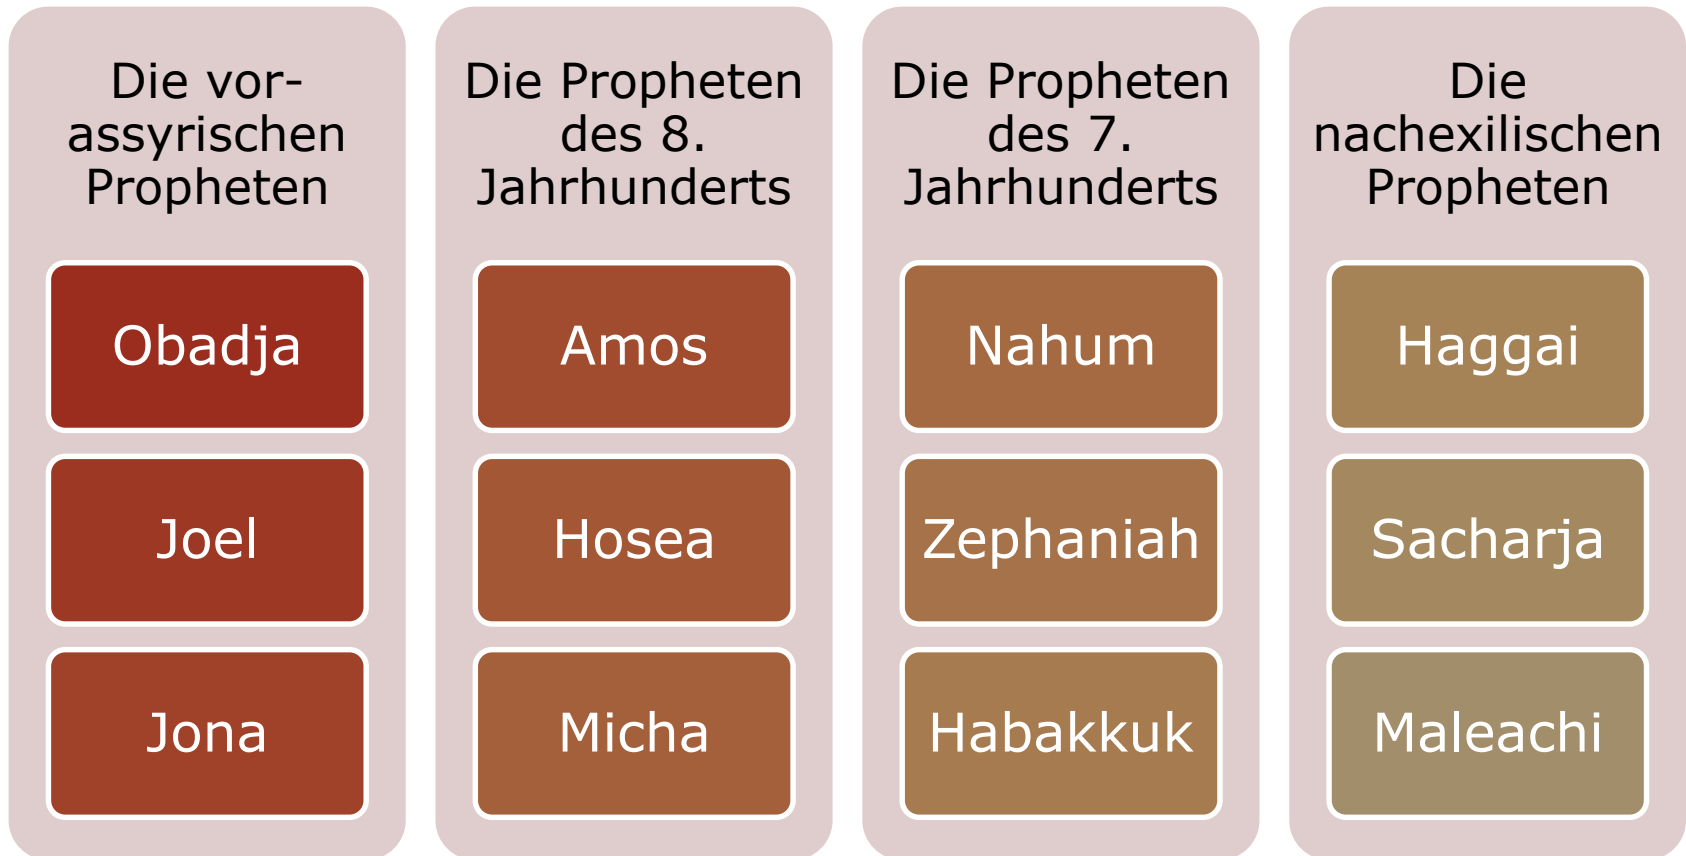 Die vor-
assyrischen
Propheten
Obadja
Joel
Jona
Die Propheten
des 8.
Jahrhunderts
Amos
Hosea
Micha
Die Propheten
des 7.
Jahrhunderts
Nahum
Zephaniah
Habakkuk
Die
nachexilischen
Propheten
Haggai
Sacharja
Maleachi